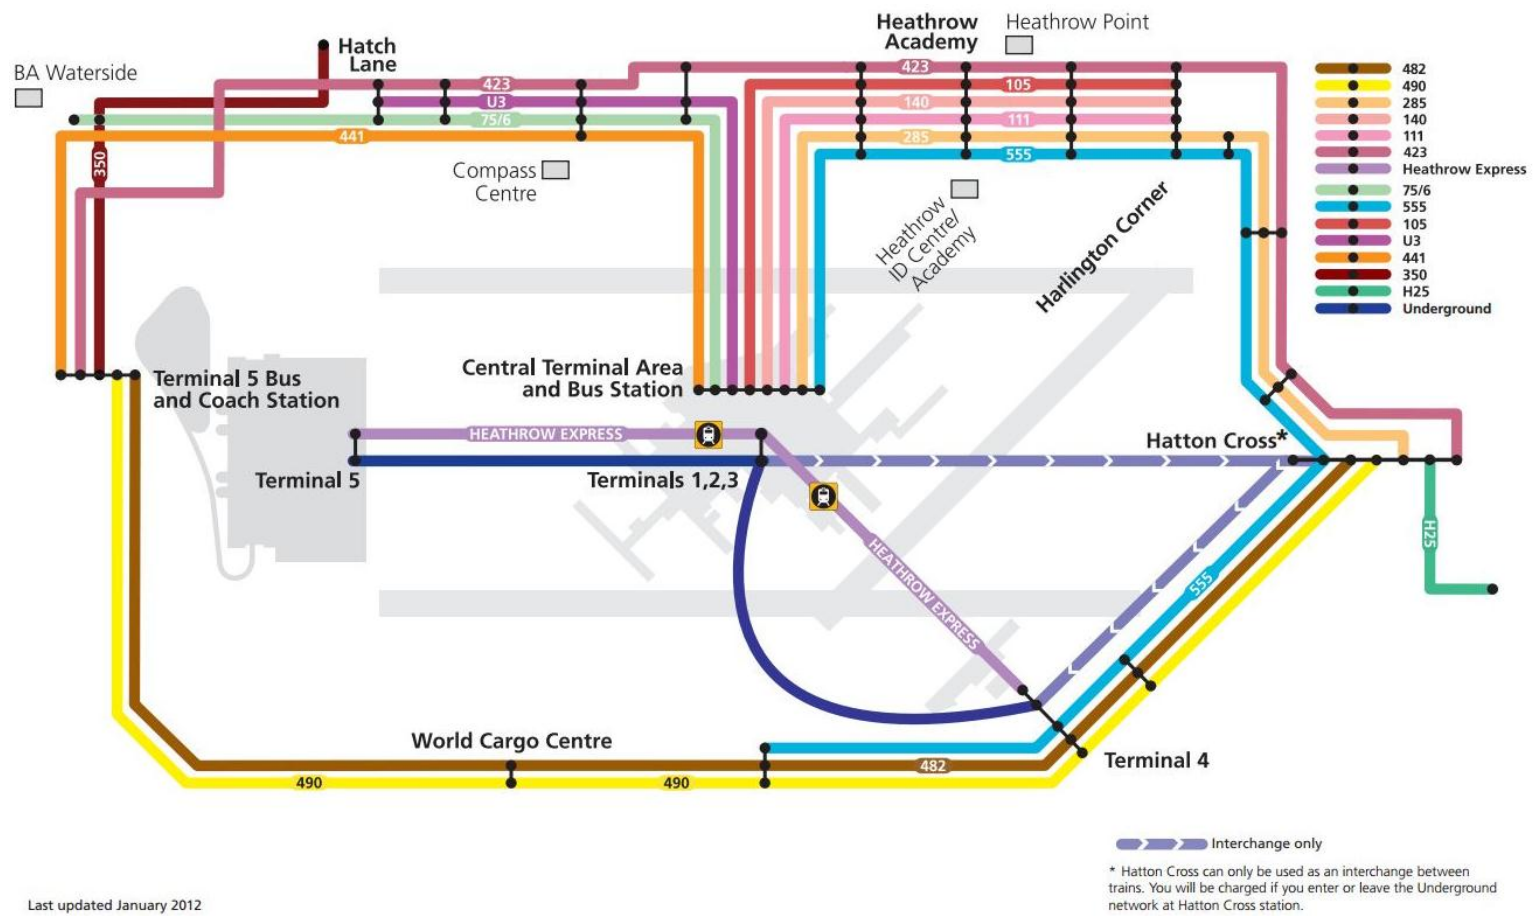 BA Waterside
Hatch
Lane
Heathrow
Academy
Heathrow Point
423
423
105
U3
140
75/6
111
441
285
555
350
Compass
Centre
Heathrow
ID Centre/
Academy
Harlington Corner
482
490
285
140
111
423
Heathrow Express
75/6
555
105
U3
441
350
H25
Underground
Terminal 5 Bus
and Coach Station
Central Terminal Area
and Bus Station
HEATHROW EXPRESS
Hatton Cross*
Terminal 5
Terminals 1,2,3
HEATHROW EXPRESS
H25
555
World Cargo Centre
Terminal 4
482
490
490
Interchange only
* Hatton Cross can only be used as an interchange between
trains. You will be charged if you enter or leave the Underground
network at Hatton Cross station.
Last updated January 2012